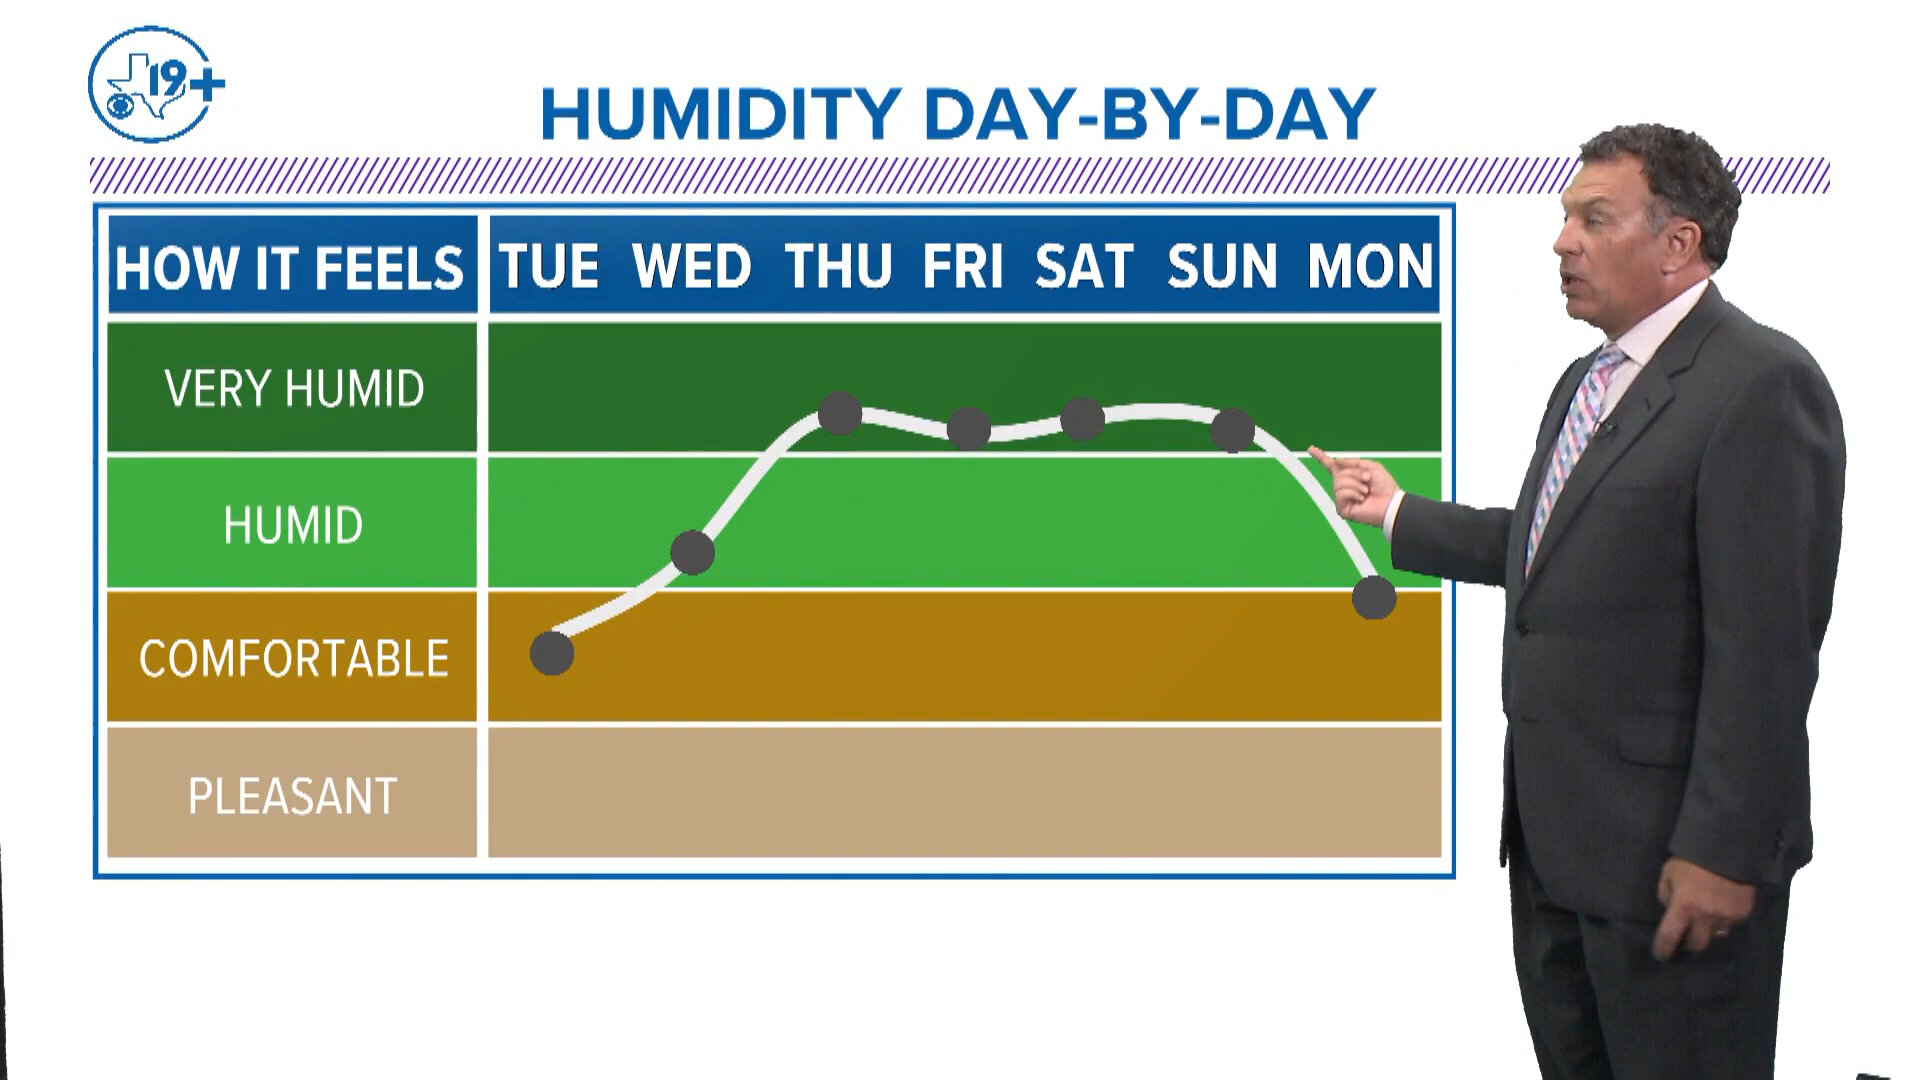 19+
HUMIDITY DAY-BY-DAY
HOW IT FEELS TUE WED THU FRI SAT SUN MON
VERY HUMID
HUMID
COMFORTABLE
PLEASANT